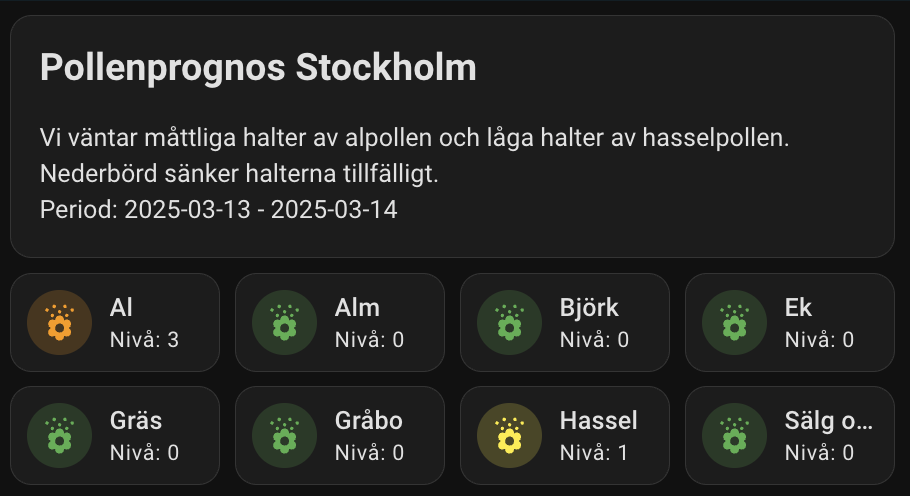 Pollenprognos Stockholm
Vi väntar måttliga halter av alpollen och låga halter av hasselpollen.
Nederbörd sänker halterna tillfälligt.
Period: 2025-03-13 - 2025-03-14
Al
Nivå: 3
Alm
Nivå: 0
Björk
Nivå: 0
Ek
Nivå: 0
Gräs
Nivå: 0
Gråbo
Nivå: 0
Hassel
Nivå: 1
Sälg o...
Nivå: 0